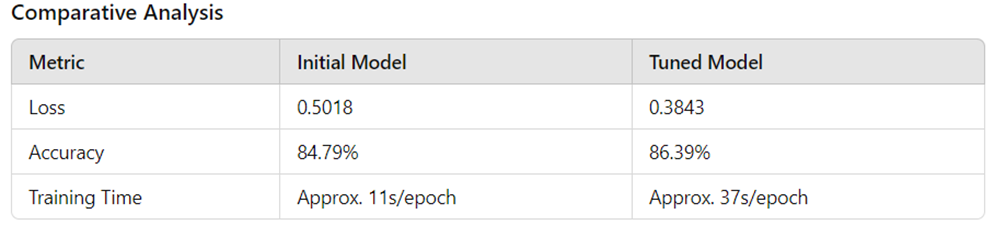 Comparative Analysis
Metric Initial Model Tuned Model
Loss 0.5018 0.3843
Accuracy 84.79% 86.39%
Training Time Approx. 11s/epoch Approx. 37s/epoch